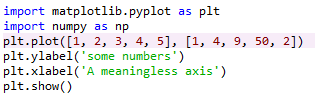 import matplotlib.pyplot as plt
import numpy as np
plt.plot([1, 2, 3, 4, 5], [1, 4, 9, 50, 2])
plt.ylabel('some numbers')
plt.xlabel('A meaningless axis')
plt.show()